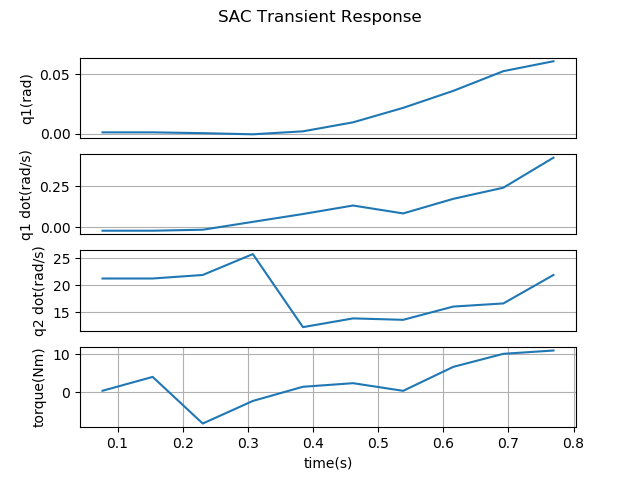 SAC Transient Response
q1(rad)
0.05
0.00
q1 dot(rad/s)
0.25
0.00
q2 dot(rad/s)
25
20
15
torque(Nm)
10
0
0.1 0.2 0.3 0.4 0.5 0.6 0.7 0.8
time(s)